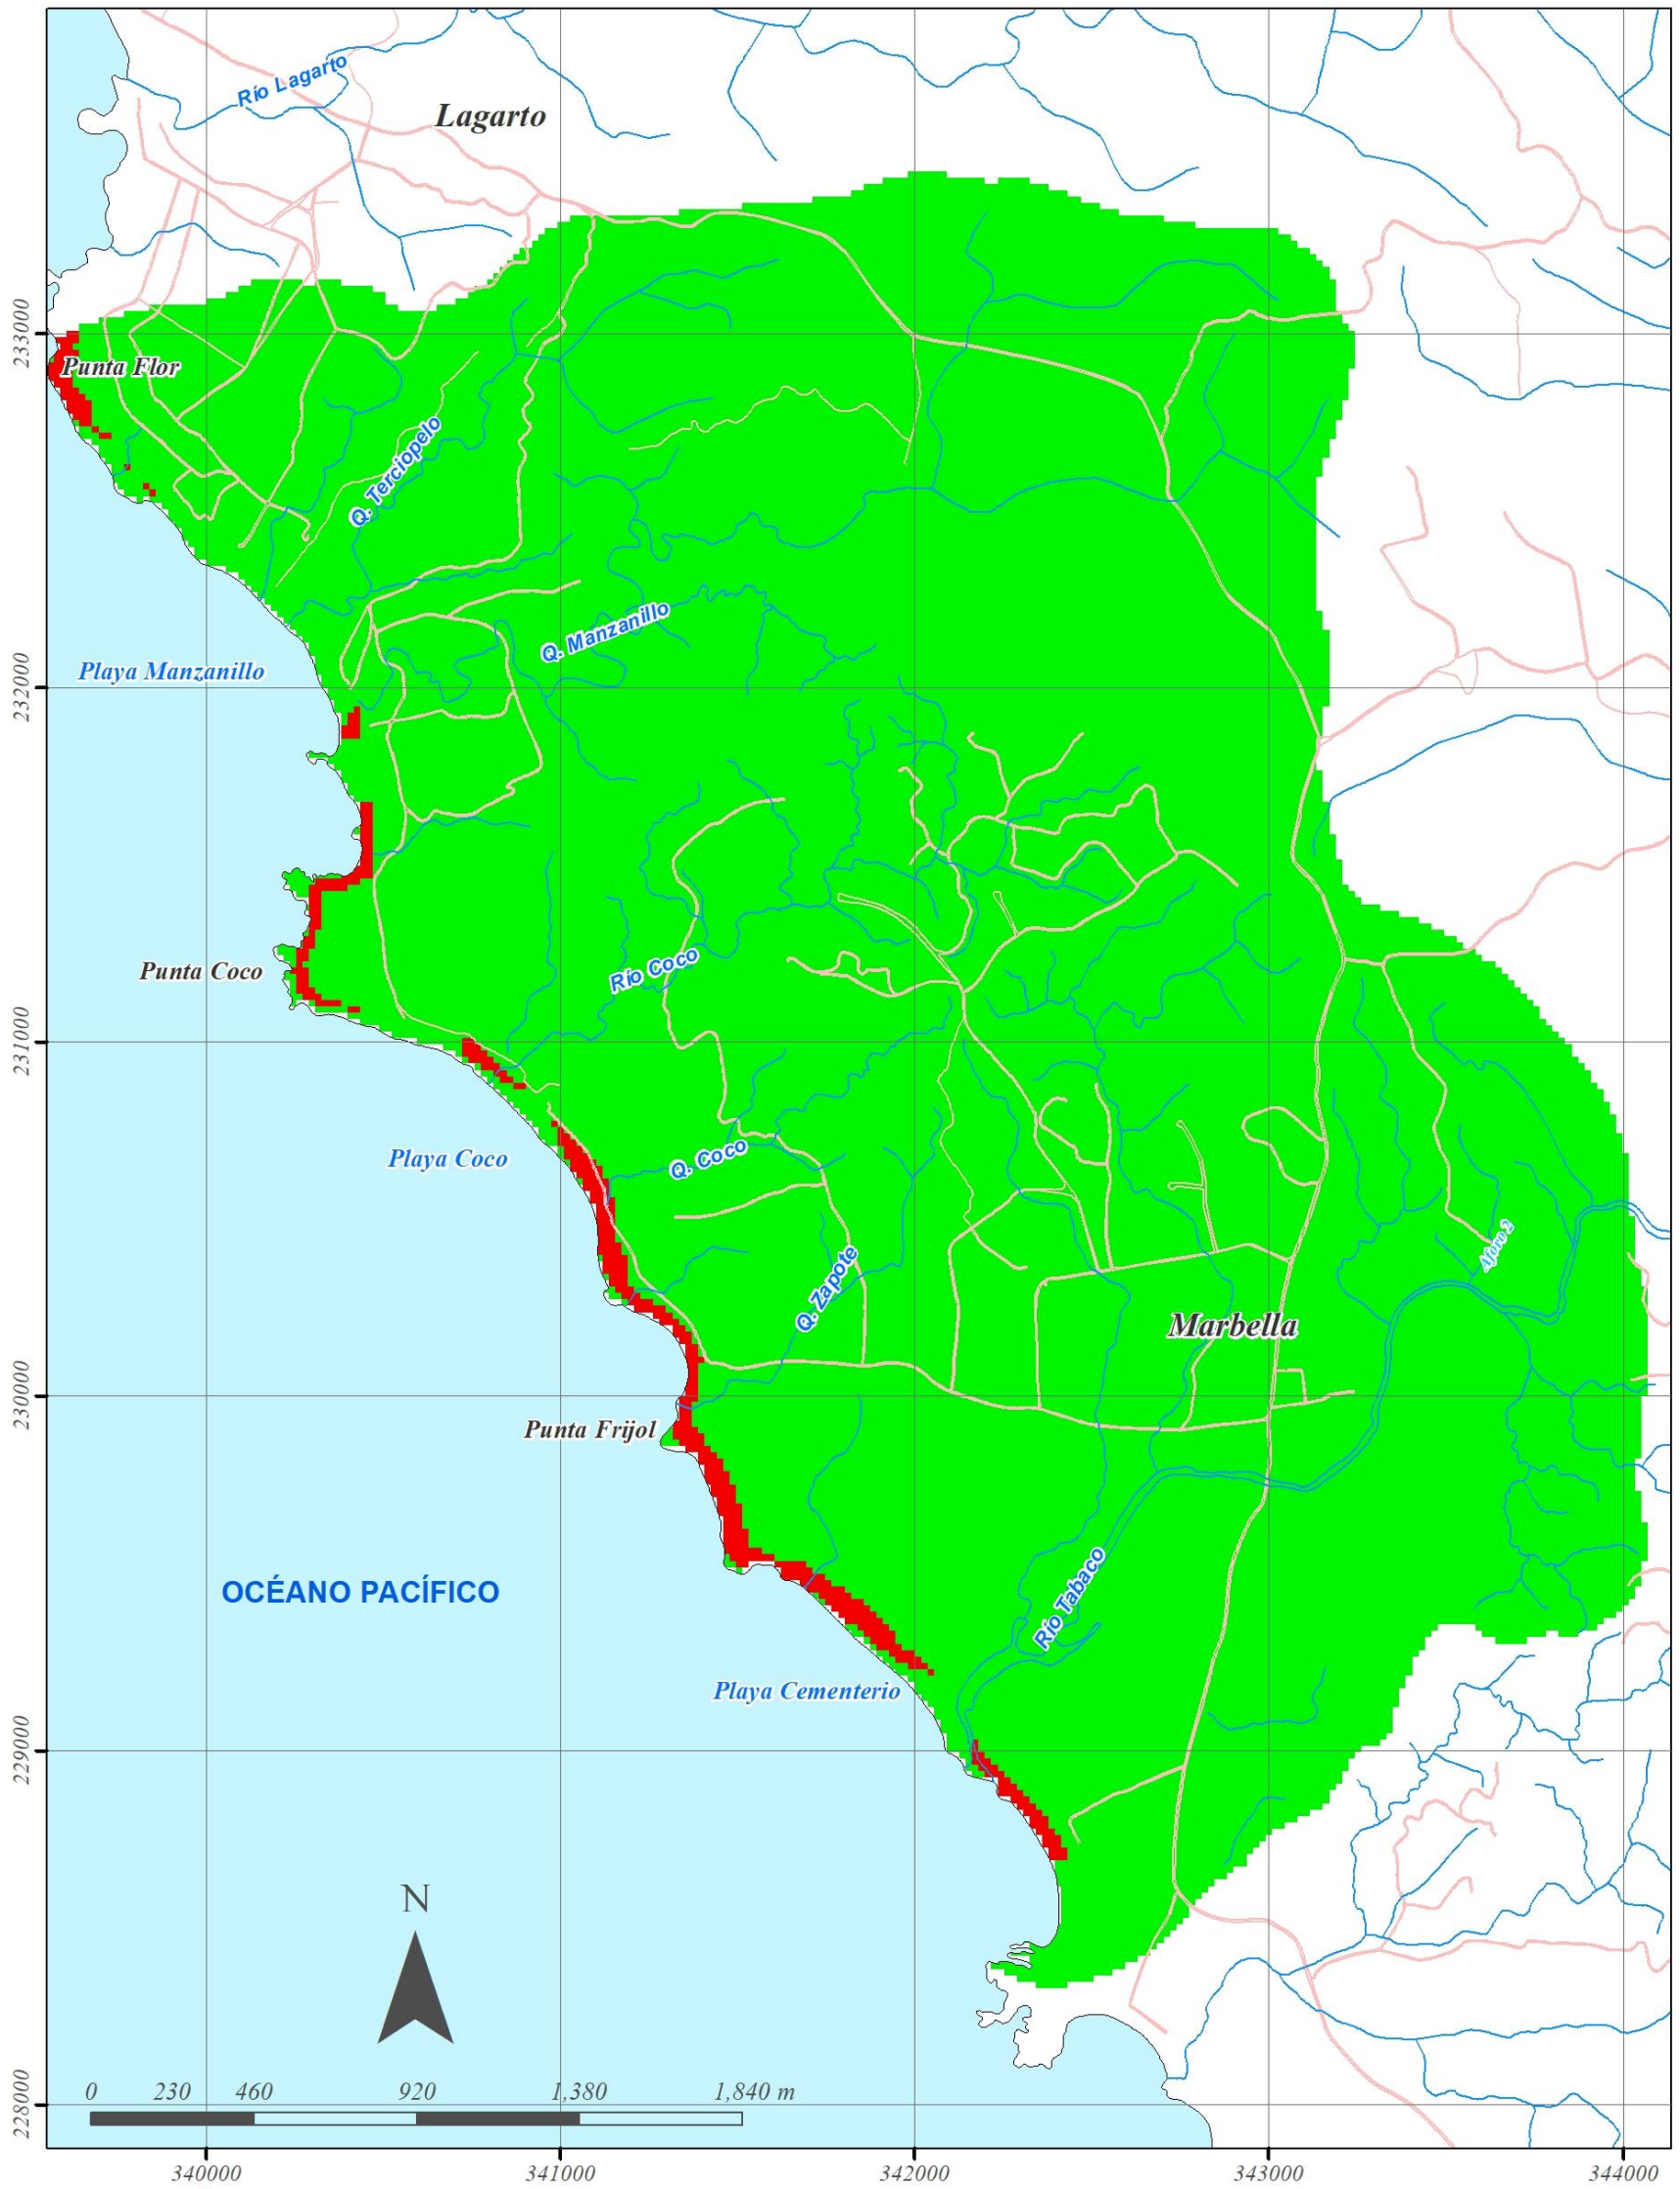 Río Lagarto
Lagarto
233000
Punta Flor
Q. Terciopelo
Q. Manzanillo
Playa Manzanillo
232000
Río Coco
Punta Coco
231000
Playa Coco
Q. Coco
Aforo 2
Q. Zapote
Marbella
230000
Punta Frijol
OCÉANO PACÍFICO
Río Tabaco
Playa Cementerio
229000
N
0 230 460 920 1,380 1,840 m
228000
340000 341000 342000 343000 344000